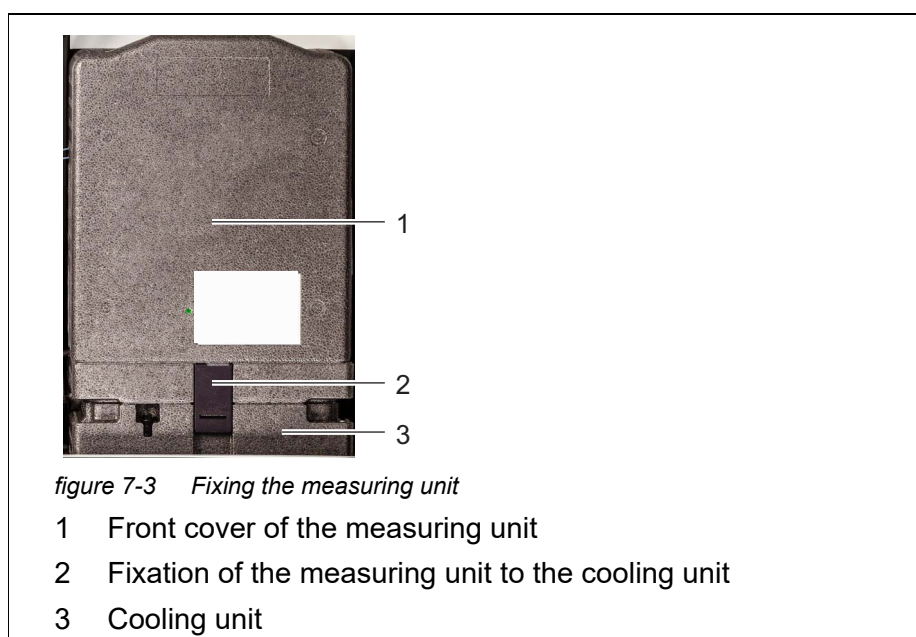 1
2
3
figure 7-3 Fixing the measuring unit
1 Front cover of the measuring unit
2 Fixation of the measuring unit to the cooling unit
3 Cooling unit